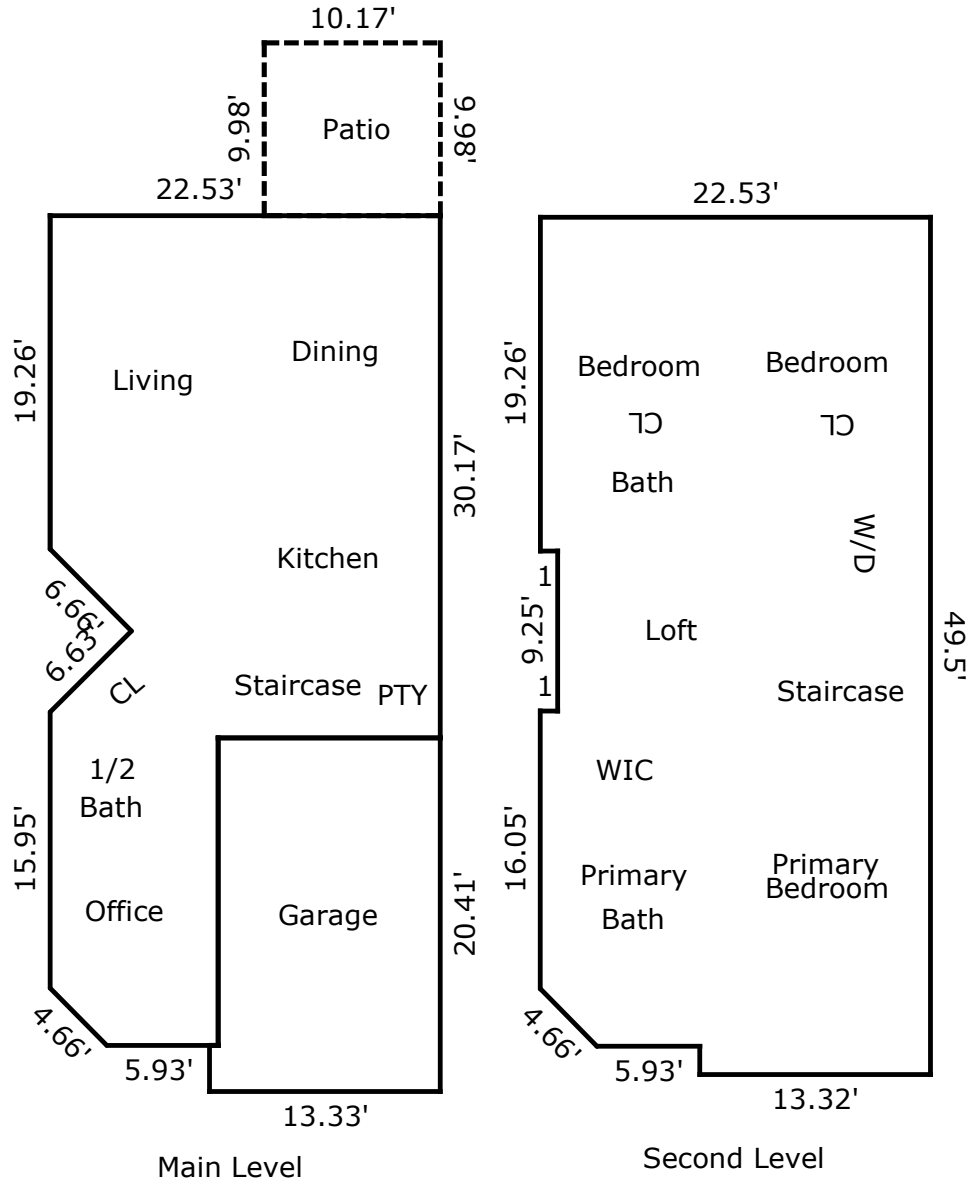 10.17'
9.98'
Patio
9.98'
22.53'
19.26'
Living
Dining
30.17'
Kitchen
6.66'
6.63'
CL
Staircase
PTY
1/2
Bath
15.95'
Office
Garage
20.41'
4.66'
5.93'
13.33'
Main Level
22.53'
19.26'
Bedroom
Bedroom
CL
CL
Bath
W/D
1
9.25'
Loft
1
49.5'
Staircase
WIC
16.05'
Primary
Bath
Primary
Bedroom
4.66'
5.93'
13.32'
Second Level